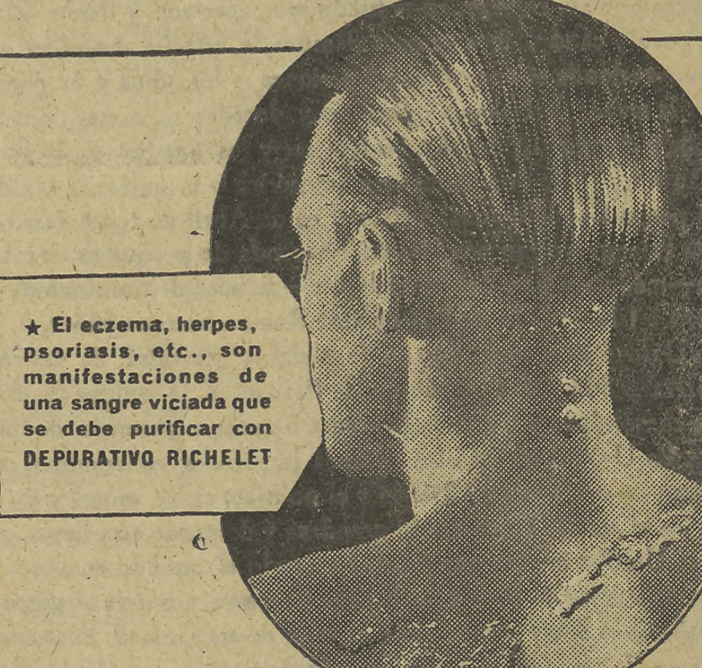 ★ El eczema, herpes,
psoriasis, etc., son
manifestaciones de
una sangre viciada que
se debe purificar con
DEPURATIVO RICHELET